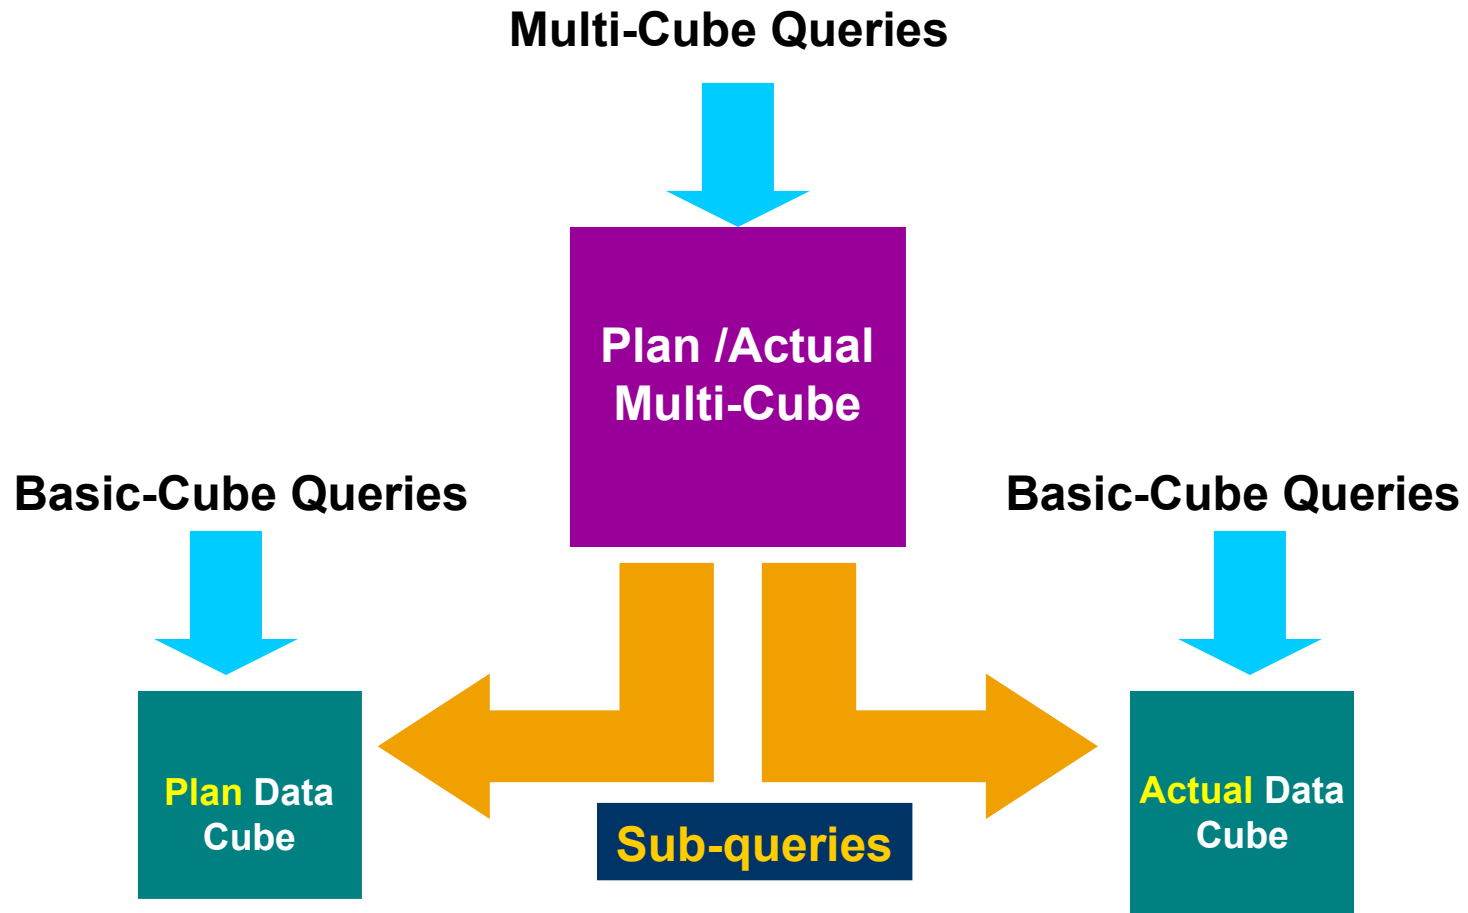 Multi-Cube Queries
Plan /Actual
Multi-Cube
Basic-Cube Queries
Basic-Cube Queries
Plan Data
Cube
Actual Data
Cube
Sub-queries